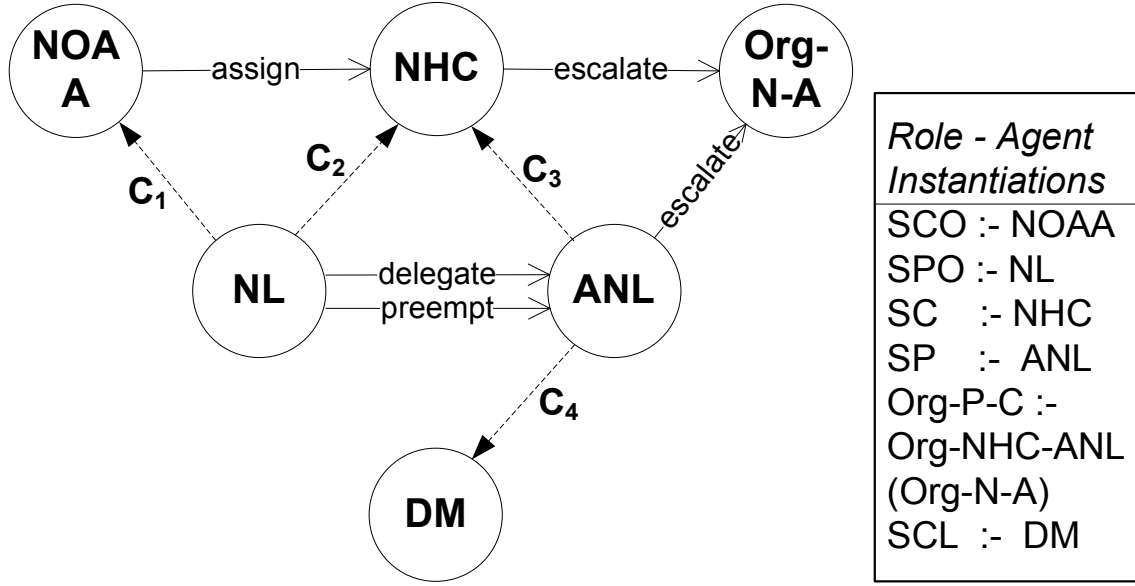 NOA
A
assign
NHC
escalate
Org-
N-A
C1
C2
C3
escalate
NL
delegate
preempt
ANL
C4
DM
Role - Agent
Instantiations
SCO :- NOAA
SPO :- NL
SC :- NHC
SP :- ANL
Org-P-C :-
Org-NHC-ANL
(Org-N-A)
SCL :- DM